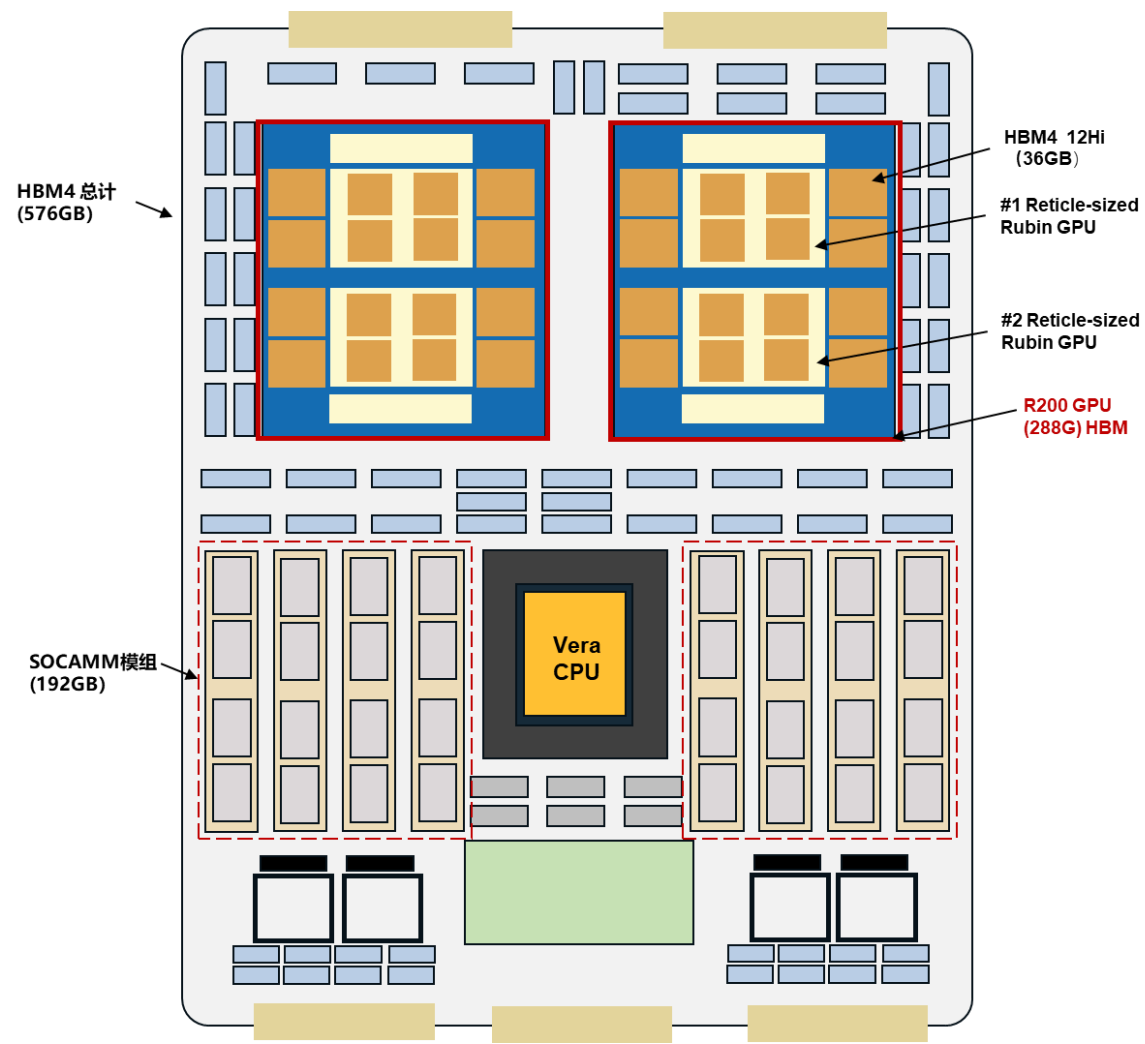 HBM4 12Hi
（36GB）
HBM4 总计
(576GB)
#1 Reticle-sized
Rubin GPU
#2 Reticle-sized
Rubin GPU
R200 GPU
(288G) HBM
Vera
CPU
SOCAMM模组
(192GB)